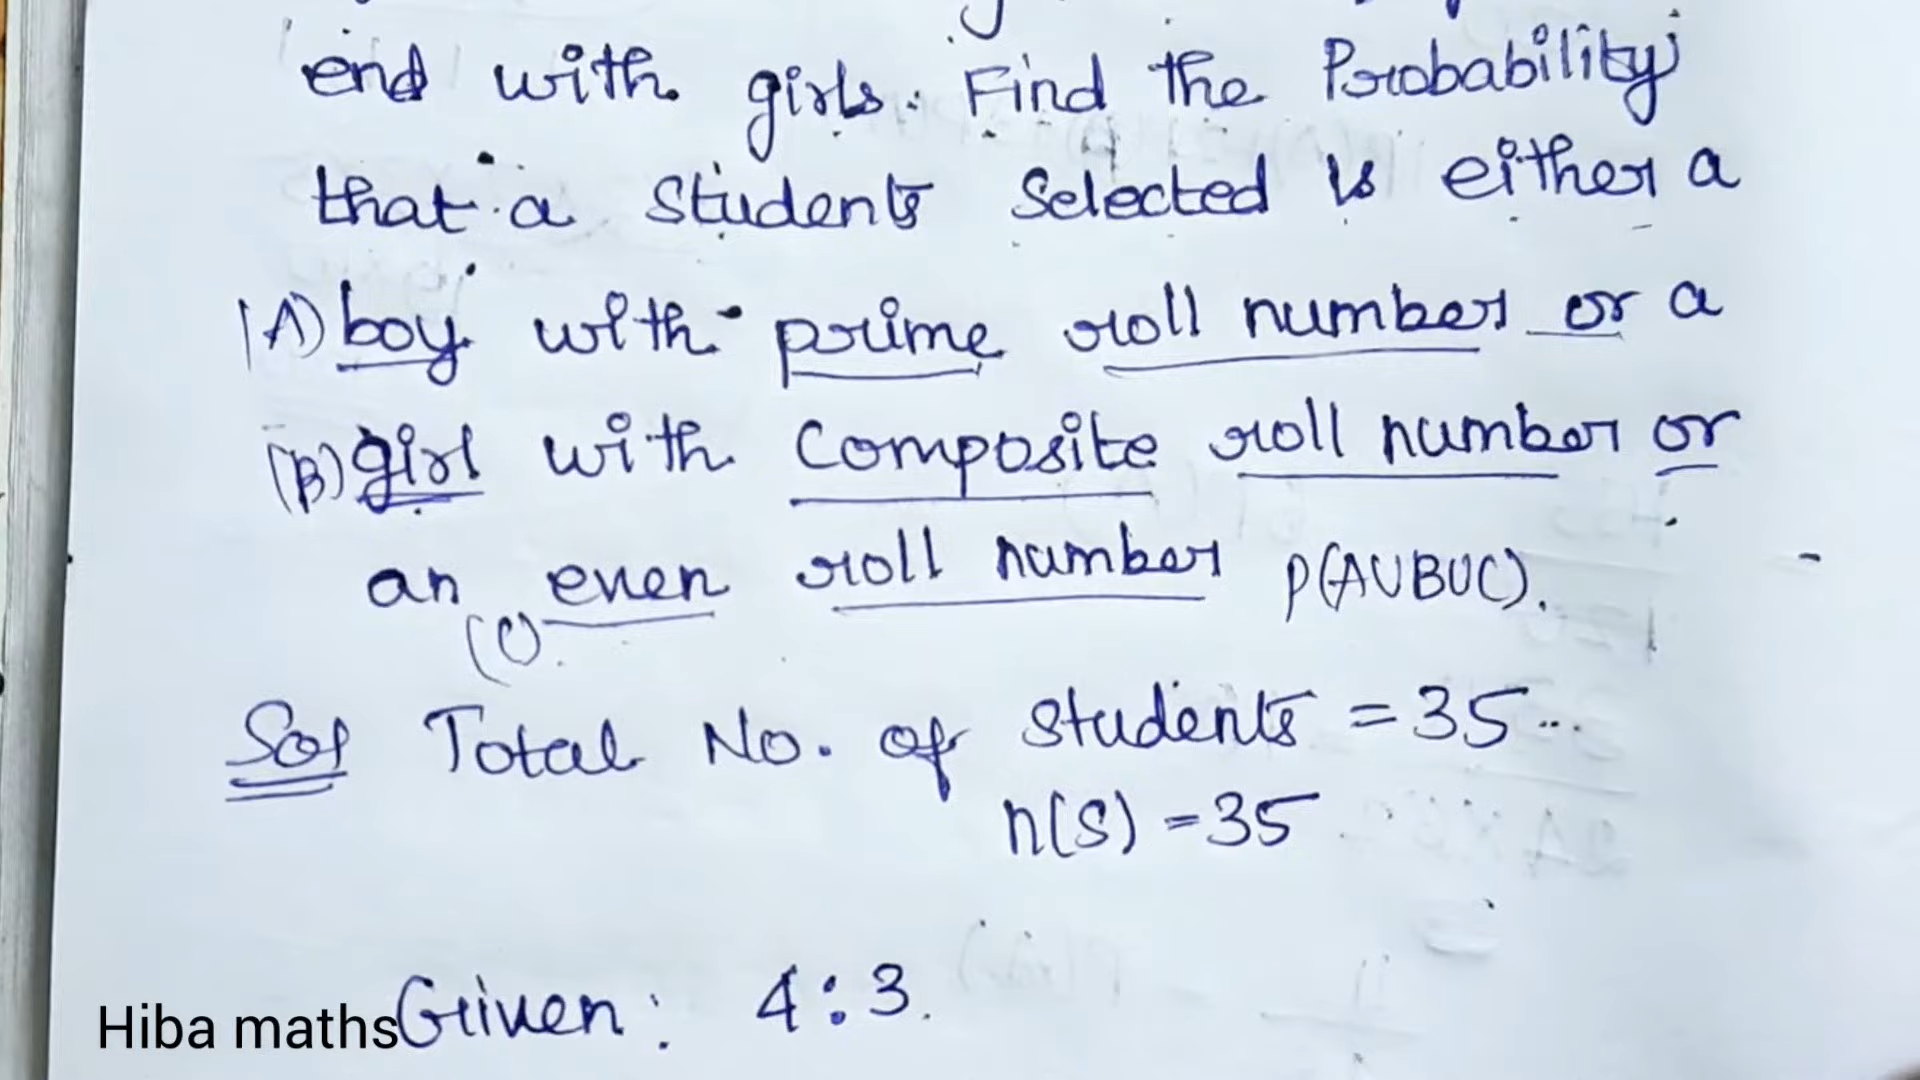 end with girls. Find the Probability
that a students selected is either a
(A) boy with prime roll number or a
(B) girl with composite roll number or
an even roll number P(AUBUC).
(C)
Sol Total No. of students = 35
n(S) = 35
Given: 4:3.
Hiba maths